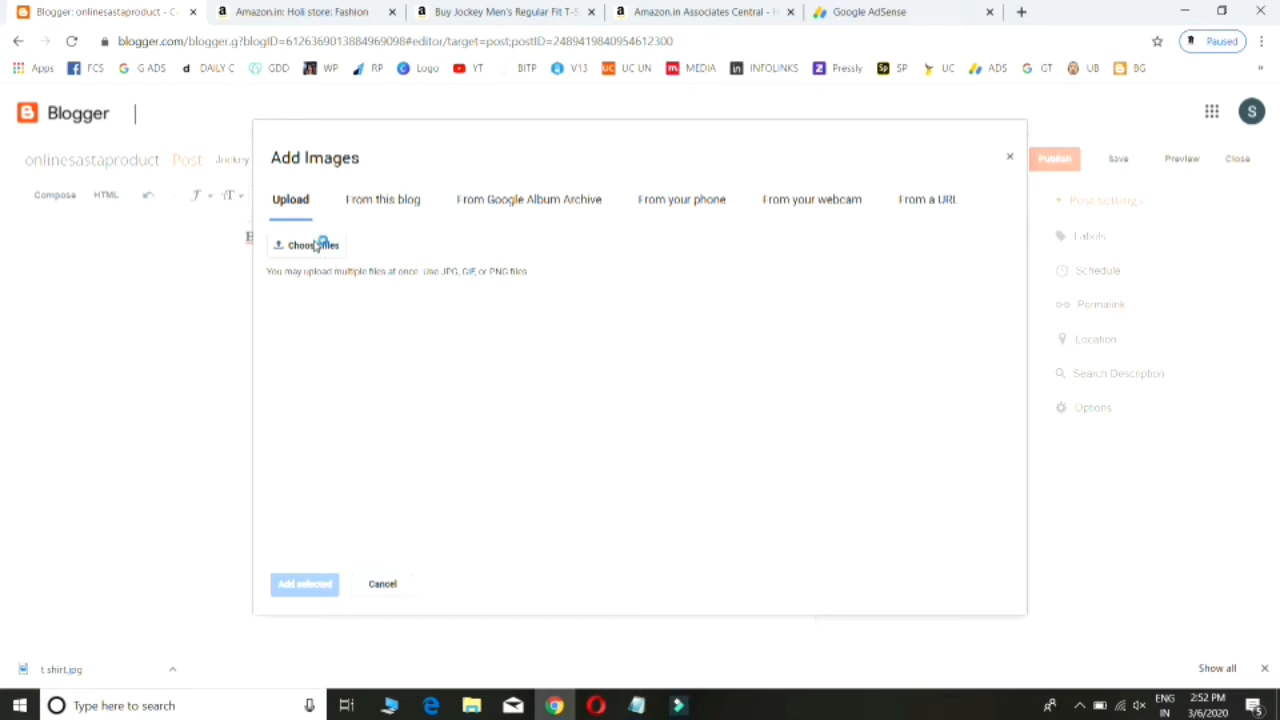 Blogger: onlinesastaproduct - C
Amazon.in: Holi store: Fashion
Buy Jockey Men's Regular Fit T-S
Amazon.in Associates Central - H
Google AdSense
blogger.com/blogger.g?blogID=6126369013884969098#editor/target=post;postID=2489419840954612300
Paused
Apps FCS G ADS DAILY C GDD WP RP Logo YT BITP V13 UC UN MEDIA INFOLINKS Pressly SP UC ADS GT UB BG
Blogger
S
Add Images
onlinesastaproduct Post Jockey
Publish Save Preview Close
Compose HTML
Upload From this blog From Google Album Archive From your phone From your webcam From a URL
Post settings
Labels
Choose files
You may upload multiple files at once. Use JPG, GIF, or PNG files
Schedule
Permalink
Location
Search Description
Options
Add selected Cancel
t shirt.jpg
Show all
Type here to search
ENG
IN
2:52 PM
3/6/2020
5